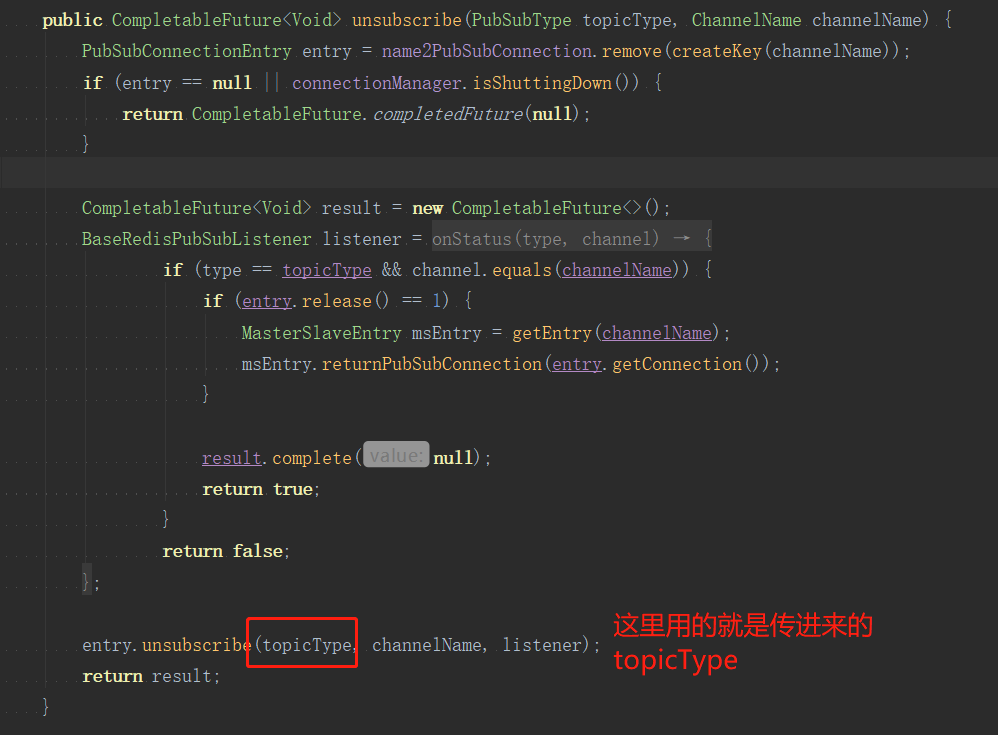 public CompletableFuture<Void> unsubscribe(PubSubType topicType, ChannelName channelName) {
PubSubConnectionEntry entry = name2PubSubConnection.remove(createKey(channelName));
if (entry == null || connectionManager.isShuttingDown()) {
return CompletableFuture.completedFuture(null);
}
CompletableFuture<Void> result = new CompletableFuture<>();
BaseRedisPubSubListener listener = onStatus(type, channel) → {
if (type == topicType && channel.equals(channelName)) {
if (entry.release() == 1) {
MasterSlaveEntry msEntry = getEntry(channelName);
msEntry.returnPubSubConnection(entry.getConnection());
}
result.complete( value: null);
return true;
}
return false;
};
entry.unsubscribe(topicType, channelName, listener);
return result;
}
这里用的就是传进来的
topicType